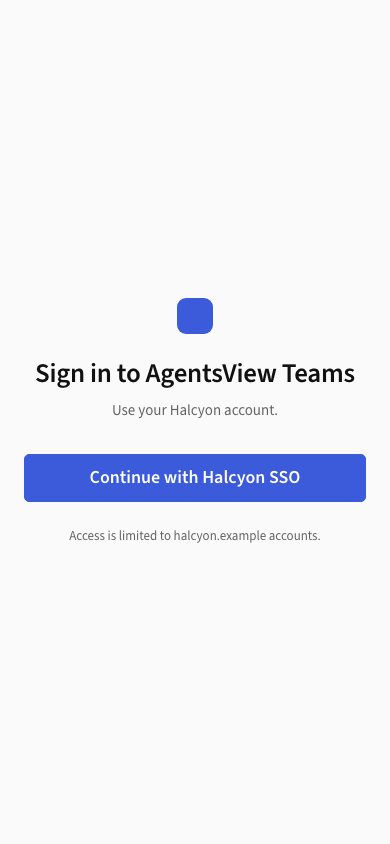 Sign in to AgentsView Teams
Use your Halcyon account.
Continue with Halcyon SSO
Access is limited to halcyon.example accounts.